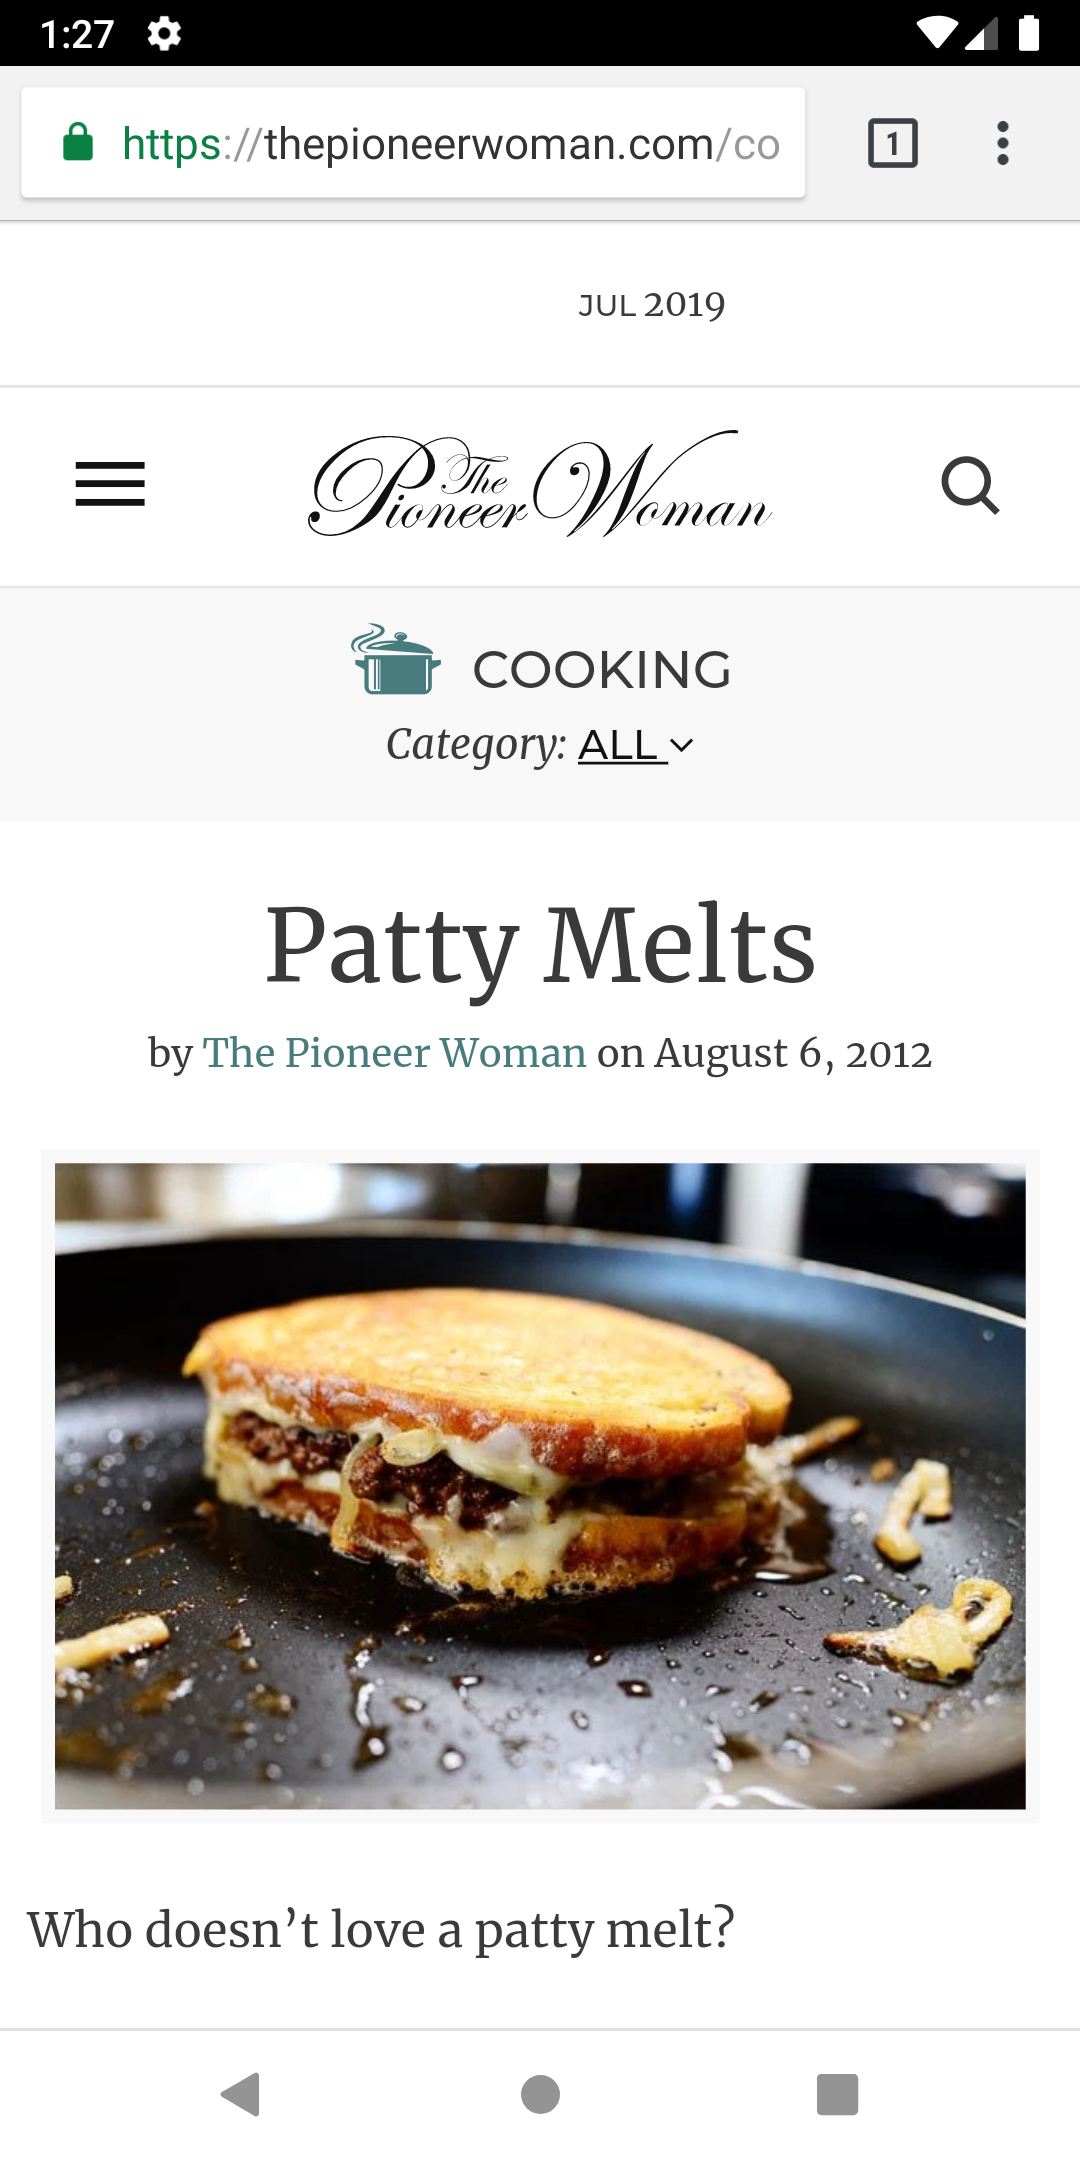 1:27
https://thepioneerwoman.com/co
1
JUL 2019
The Pioneer Woman
COOKING
Category: ALL
Patty Melts
by The Pioneer Woman on August 6, 2012
Who doesn’t love a patty melt?